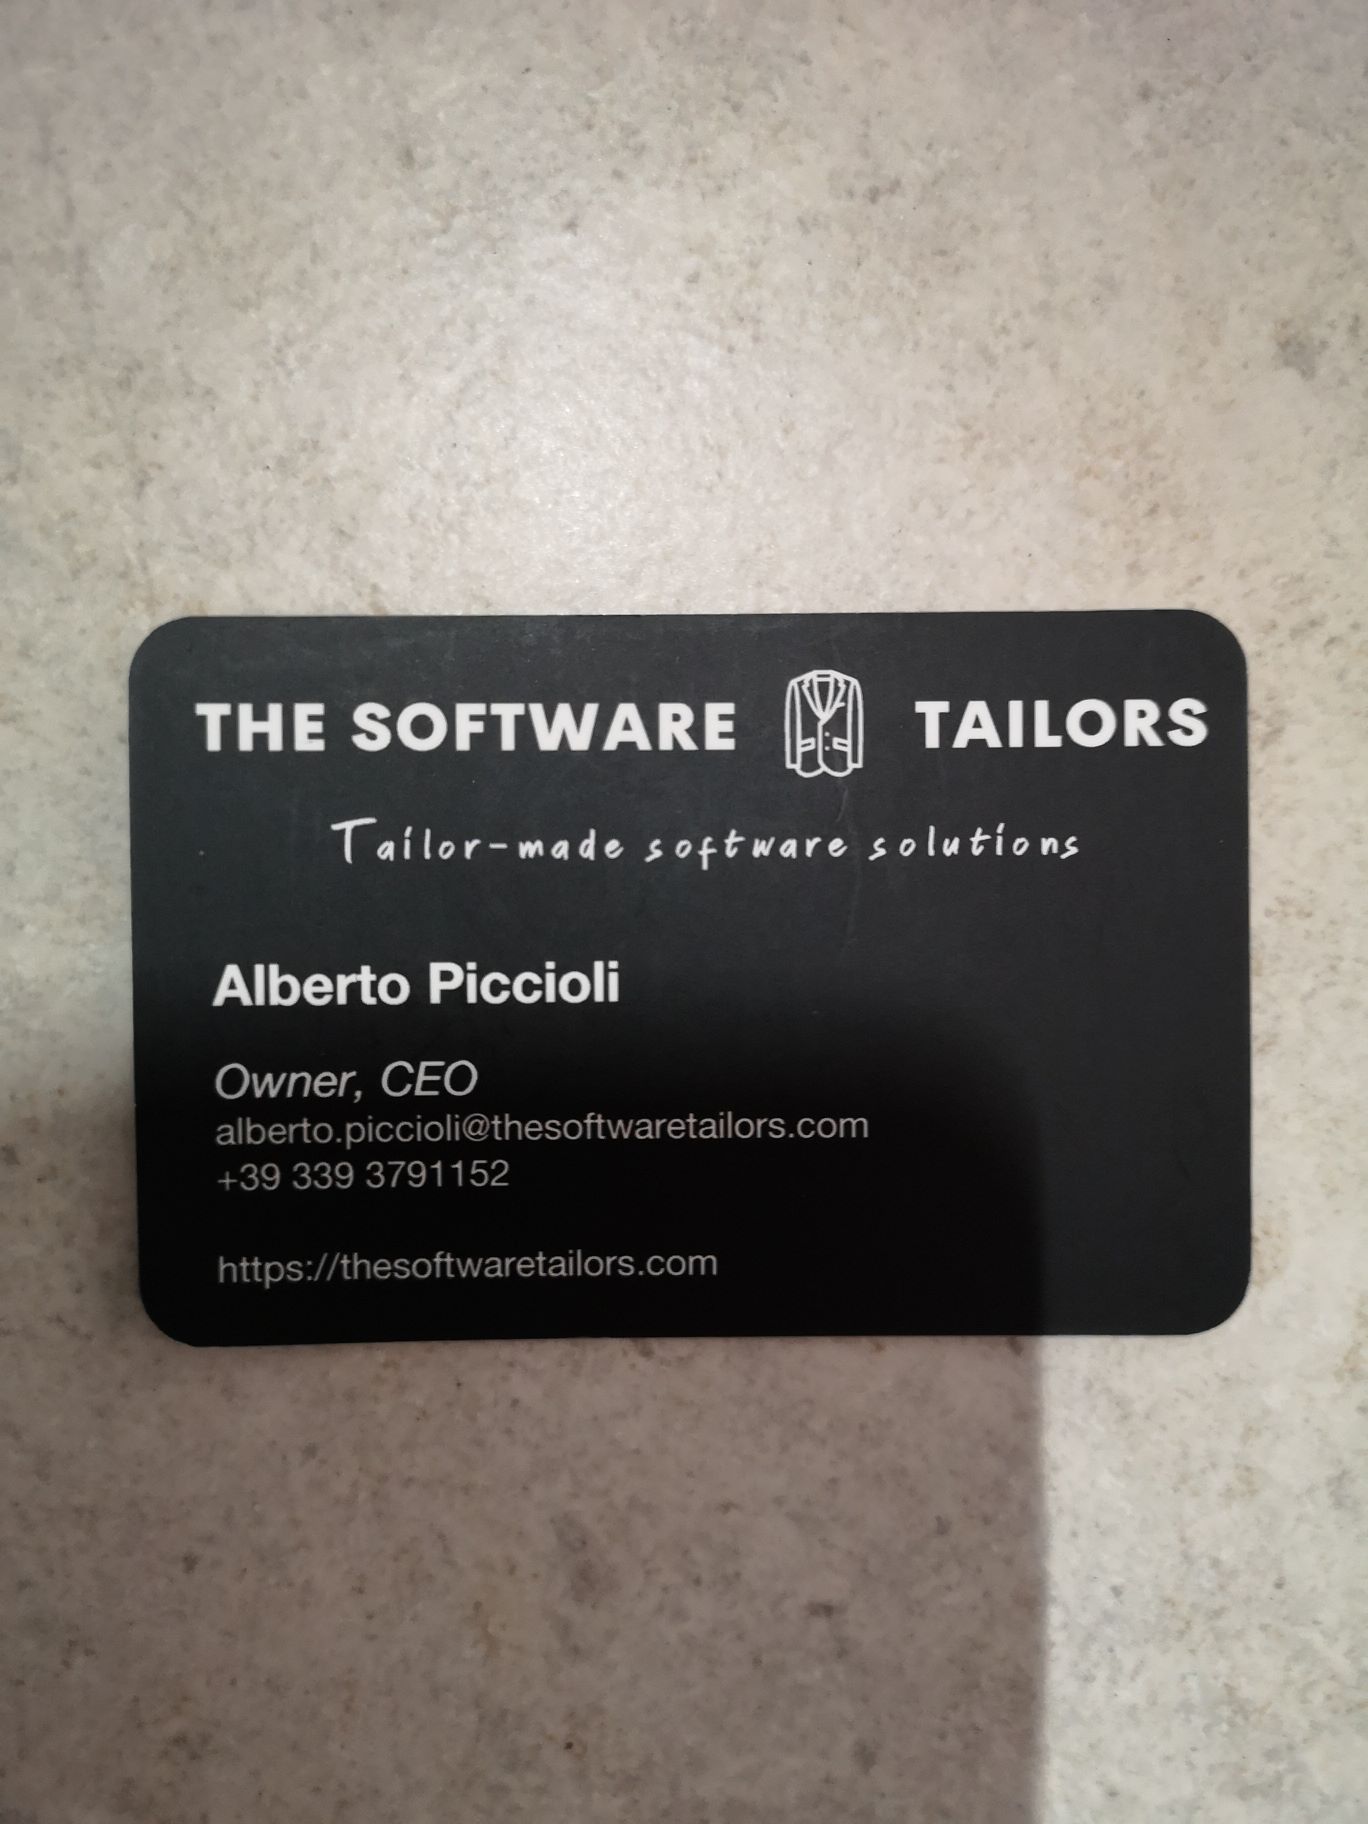 THE SOFTWARE TAILORS
Tailor-made software solutions
Alberto Piccioli
Owner, CEO
alberto.piccioli@thesoftwaretailors.com
+39 339 3791152
https://thesoftwaretailors.com